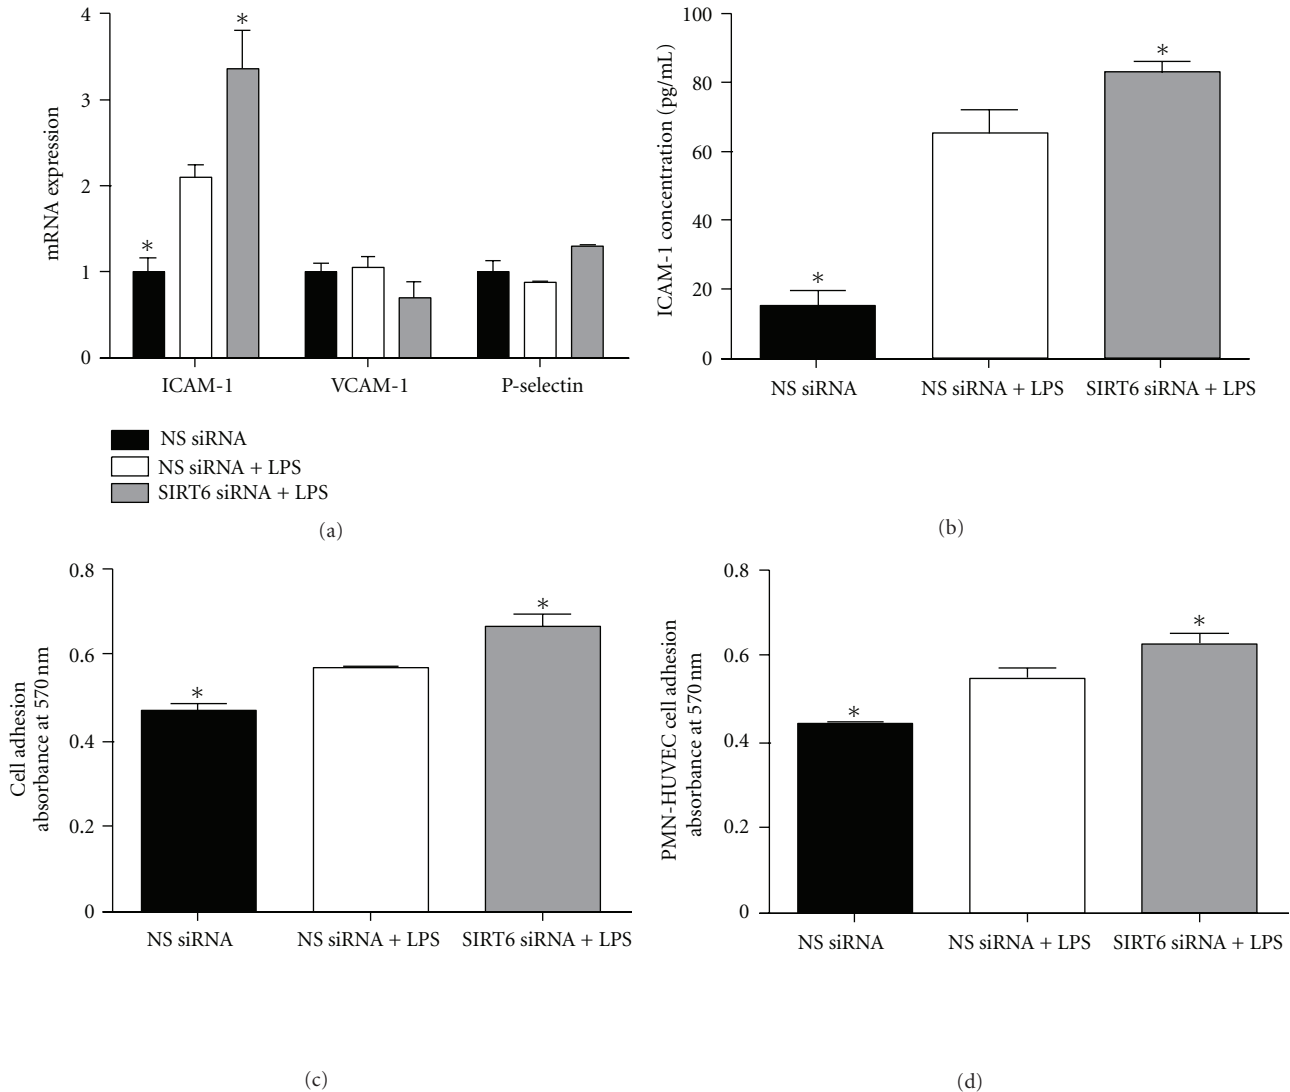 4
3
2
1
0
mRNA expression
*
*
ICAM-1 VCAM-1 P-selectin
NS siRNA
NS siRNA + LPS
SIRT6 siRNA + LPS
(a)
100
80
60
40
20
0
ICAM-1 concentration (pg/mL)
*
*
NS siRNA NS siRNA + LPS SIRT6 siRNA + LPS
(b)
0.8
0.6
0.4
0.2
0
Cell adhesion
absorbance at 570 nm
*
*
NS siRNA NS siRNA + LPS SIRT6 siRNA + LPS
(c)
0.8
0.6
0.4
0.2
0
PMN-HUVEC cell adhesion
absorbance at 570 nm
*
*
NS siRNA NS siRNA + LPS SIRT6 siRNA + LPS
(d)